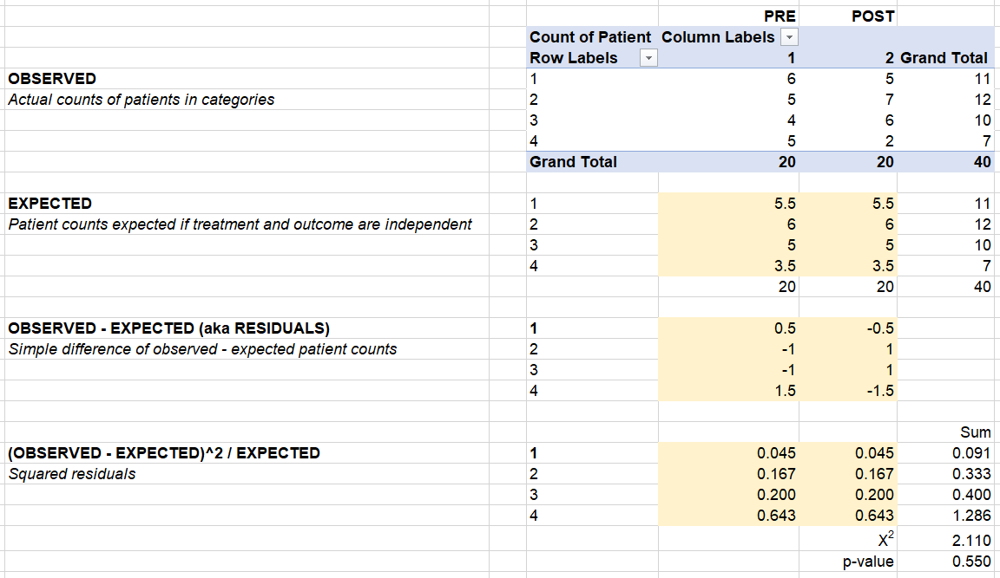 PRE POST
Count of Patient Column Labels
Row Labels 1 2 Grand Total
OBSERVED 1 6 5 11
Actual counts of patients in categories 2 5 7 12
3 4 6 10
4 5 2 7
Grand Total 20 20 40
EXPECTED 1 5.5 5.5 11
Patient counts expected if treatment and outcome are independent 2 6 6 12
3 5 5 10
4 3.5 3.5 7
20 20 40
OBSERVED - EXPECTED (aka RESIDUALS) 1 0.5 -0.5
Simple difference of observed - expected patient counts 2 -1 1
3 -1 1
4 1.5 -1.5
Sum
(OBSERVED - EXPECTED)^2 / EXPECTED 1 0.045 0.045 0.091
Squared residuals 2 0.167 0.167 0.333
3 0.200 0.200 0.400
4 0.643 0.643 1.286
X² 2.110
p-value 0.550